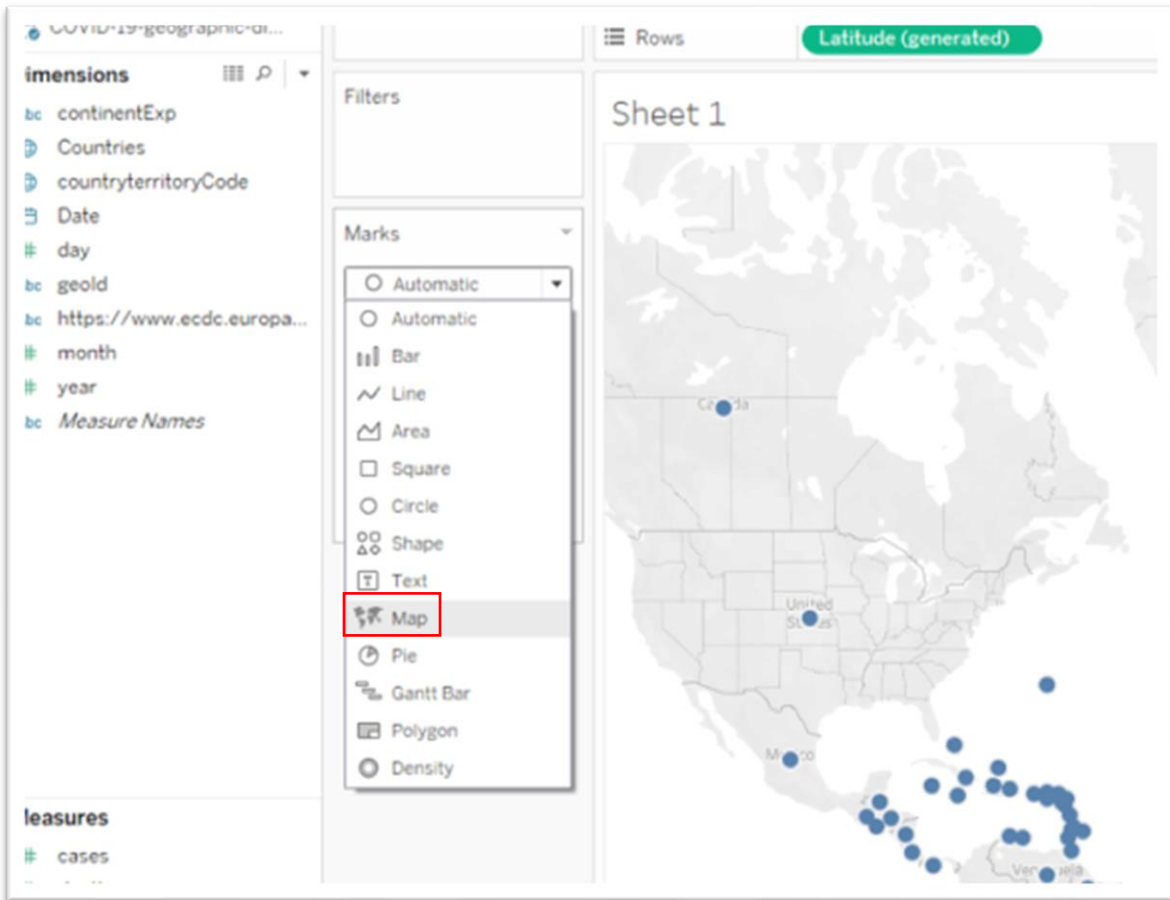 COVID-19-geographic-di...
imensions
continentExp
Countries
countryterritoryCode
Date
day
geoId
https://www.ecdc.europa...
month
year
Measure Names
leasures
cases
Filters
Marks
Automatic
Automatic
Bar
Line
Area
Square
Circle
Shape
Text
Map
Pie
Gantt Bar
Polygon
Density
Rows
Latitude (generated)
Sheet 1
Canada
United
States
Mexico
Venezuela